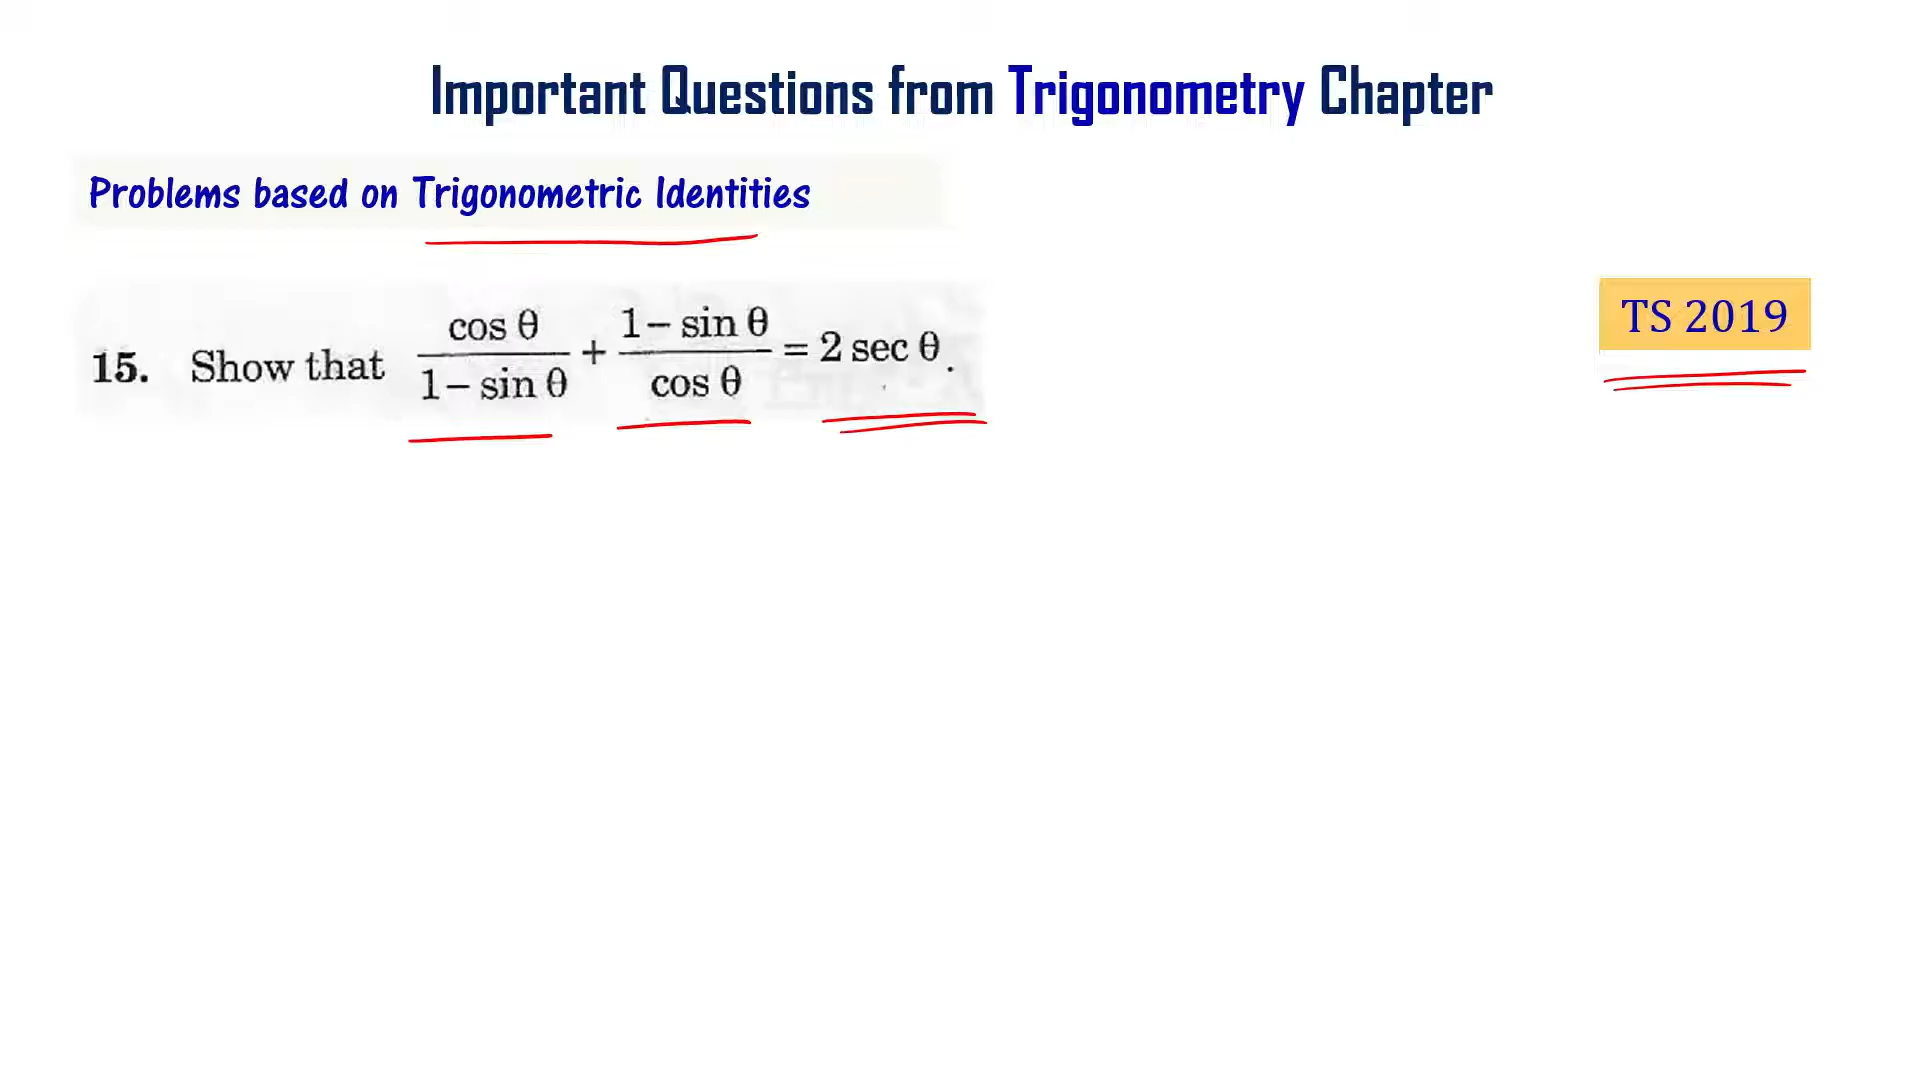 Important Questions from Trigonometry Chapter
Problems based on Trigonometric Identities
15. Show that cos θ / 1 – sin θ + 1 – sin θ / cos θ = 2 sec θ.
TS 2019